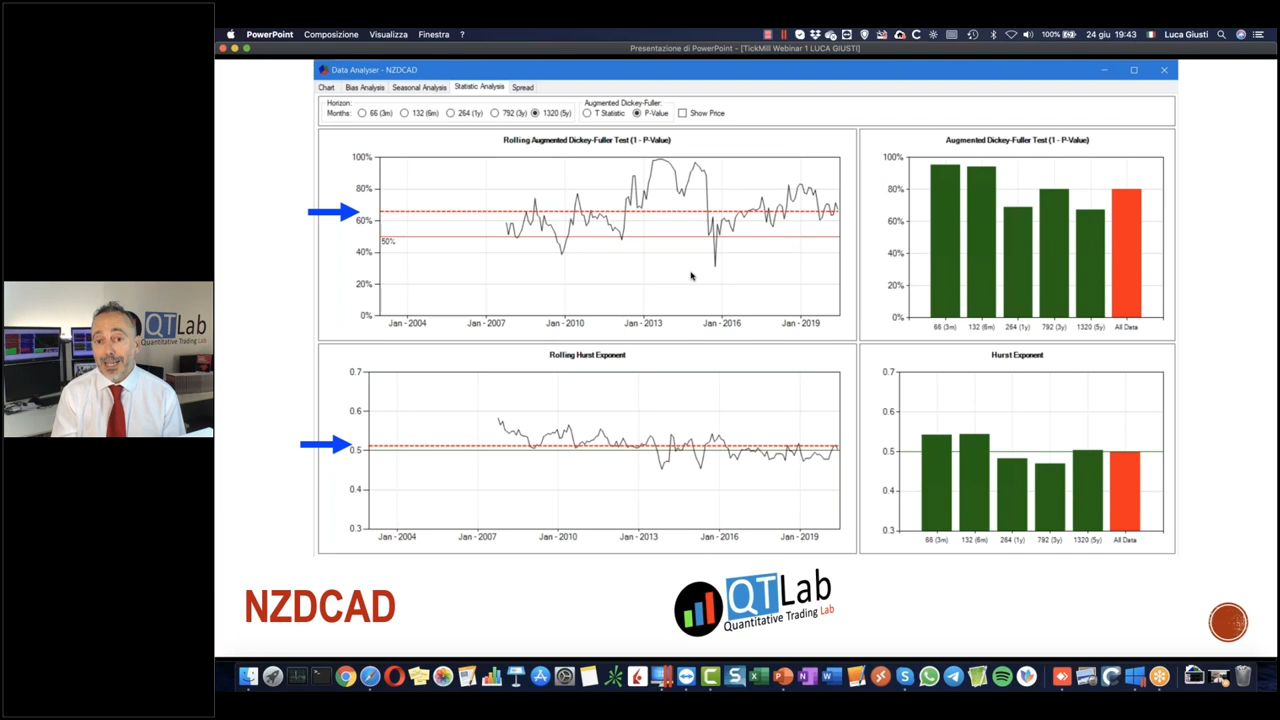 PowerPoint Composizione Visualizza Finestra ? 100% 24 giu 19:43 Luca Giusti
Presentazione di PowerPoint - [TickMill Webinar 1 LUCA GIUSTI]
Data Analyser - NZDCAD
Chart Bias Analysis Seasonal Analysis Statistic Analysis Spread
Horizon: Augmented Dickey-Fuller:
Months: 66 (3m) 132 (6m) 264 (1y) 792 (3y) 1320 (5y) T Statistic P-Value Show Price
Rolling Augmented Dickey-Fuller Test (1 - P-Value)
100%
80%
60%
50%
40%
20%
0%
Jan - 2004 Jan - 2007 Jan - 2010 Jan - 2013 Jan - 2016 Jan - 2019
Augmented Dickey-Fuller Test (1 - P-Value)
100%
80%
60%
40%
20%
0%
66 (3m) 132 (6m) 264 (1y) 792 (3y) 1320 (5y) All Data
Rolling Hurst Exponent
0.7
0.6
0.5
0.4
0.3
Jan - 2004 Jan - 2007 Jan - 2010 Jan - 2013 Jan - 2016 Jan - 2019
Hurst Exponent
0.7
0.6
0.5
0.4
0.3
66 (3m) 132 (6m) 264 (1y) 792 (3y) 1320 (5y) All Data
QTLab
Quantitative Trading Lab
NZDCAD
QTLab
Quantitative Trading Lab